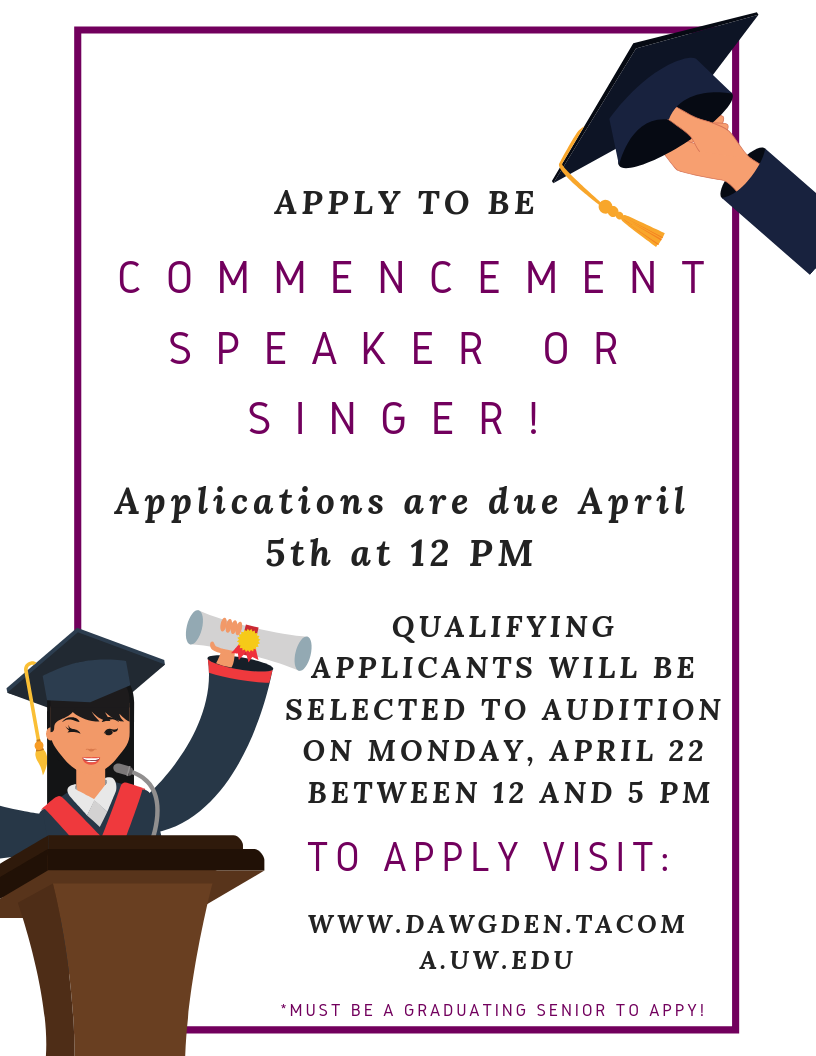 APPLY TO BE
COMMENCEMENT
SPEAKER OR
SINGER!
Applications are due April
5th at 12 PM
QUALIFYING
APPLICANTS WILL BE
SELECTED TO AUDITION
ON MONDAY, APRIL 22
BETWEEN 12 AND 5 PM
TO APPLY VISIT:
WWW.DAWGDEN.TACOM
A.UW.EDU
*MUST BE A GRADUATING SENIOR TO APPY!